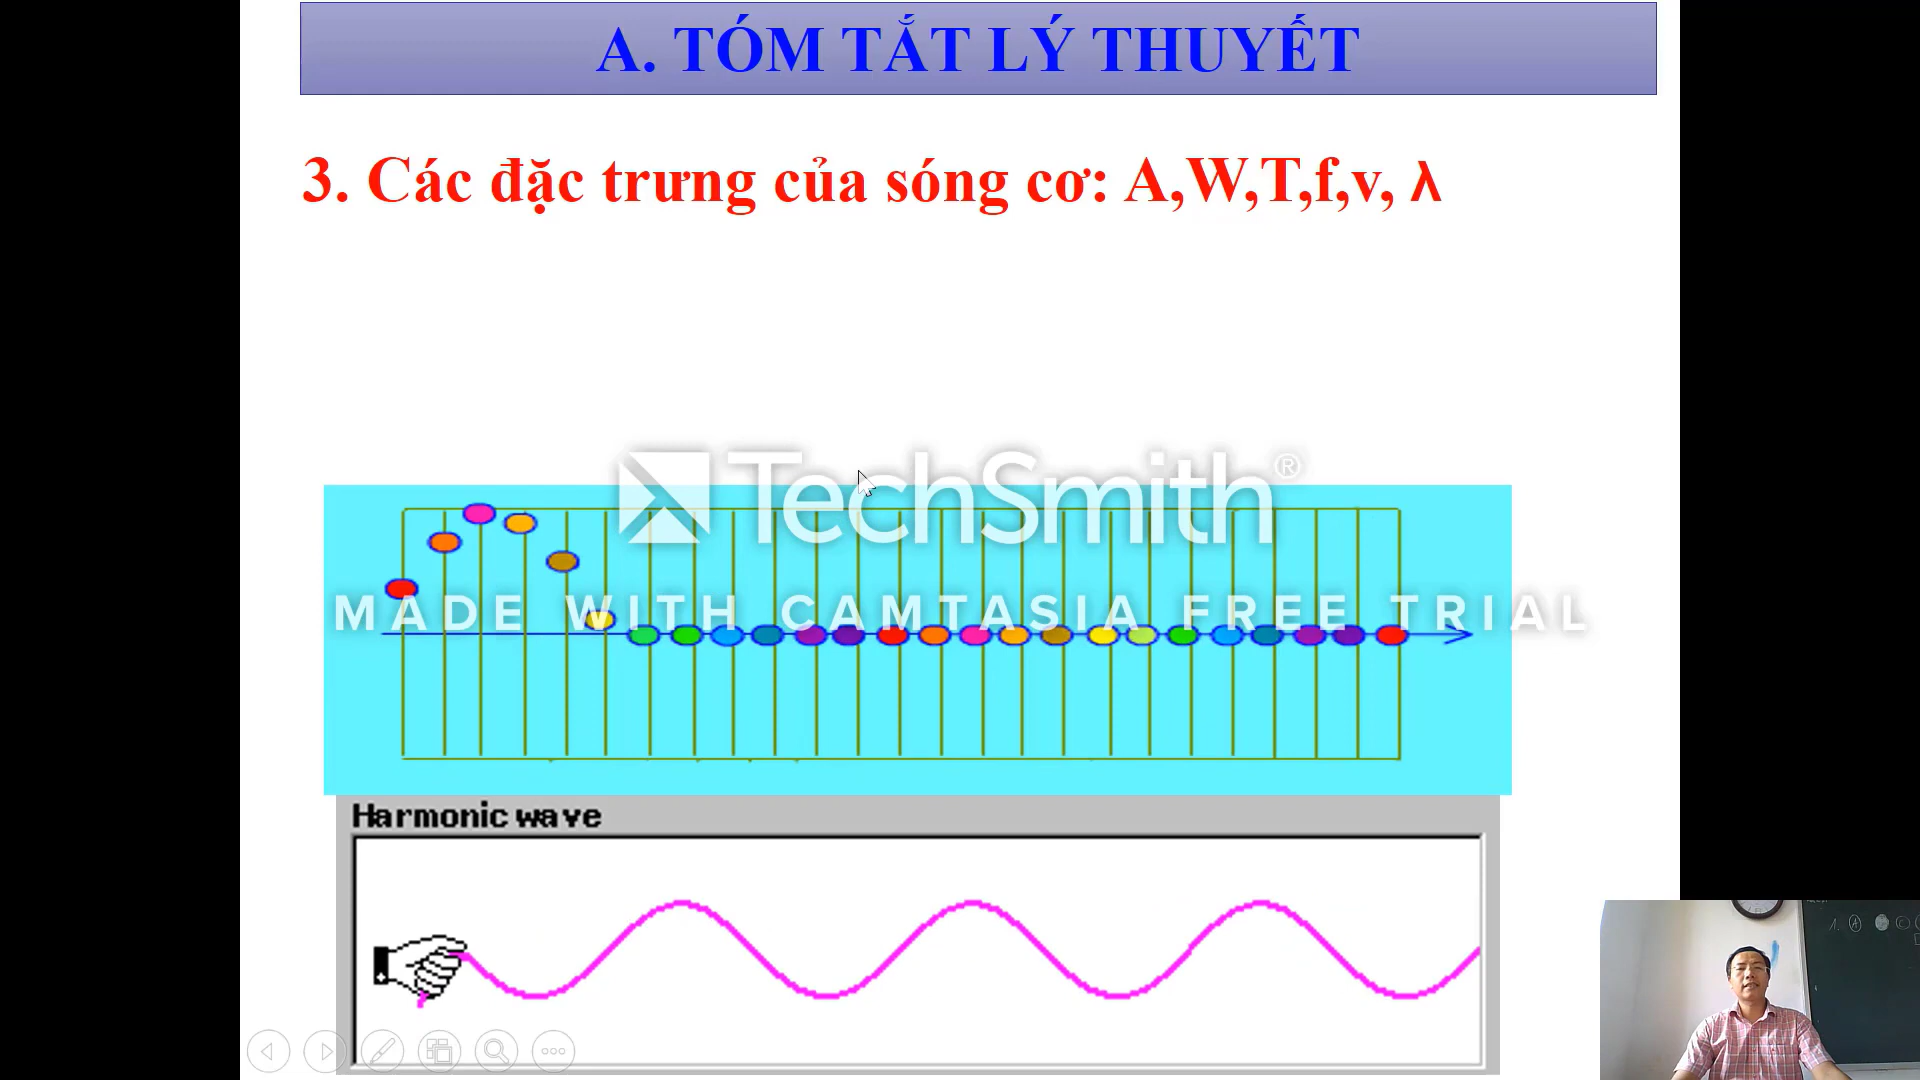 A. TÓM TẮT LÝ THUYẾT
3. Các đặc trưng của sóng cơ: A,W,T,f,v, λ
TechSmith®
MADE WITH CAMTASIA FREE TRIAL
Harmonic wave